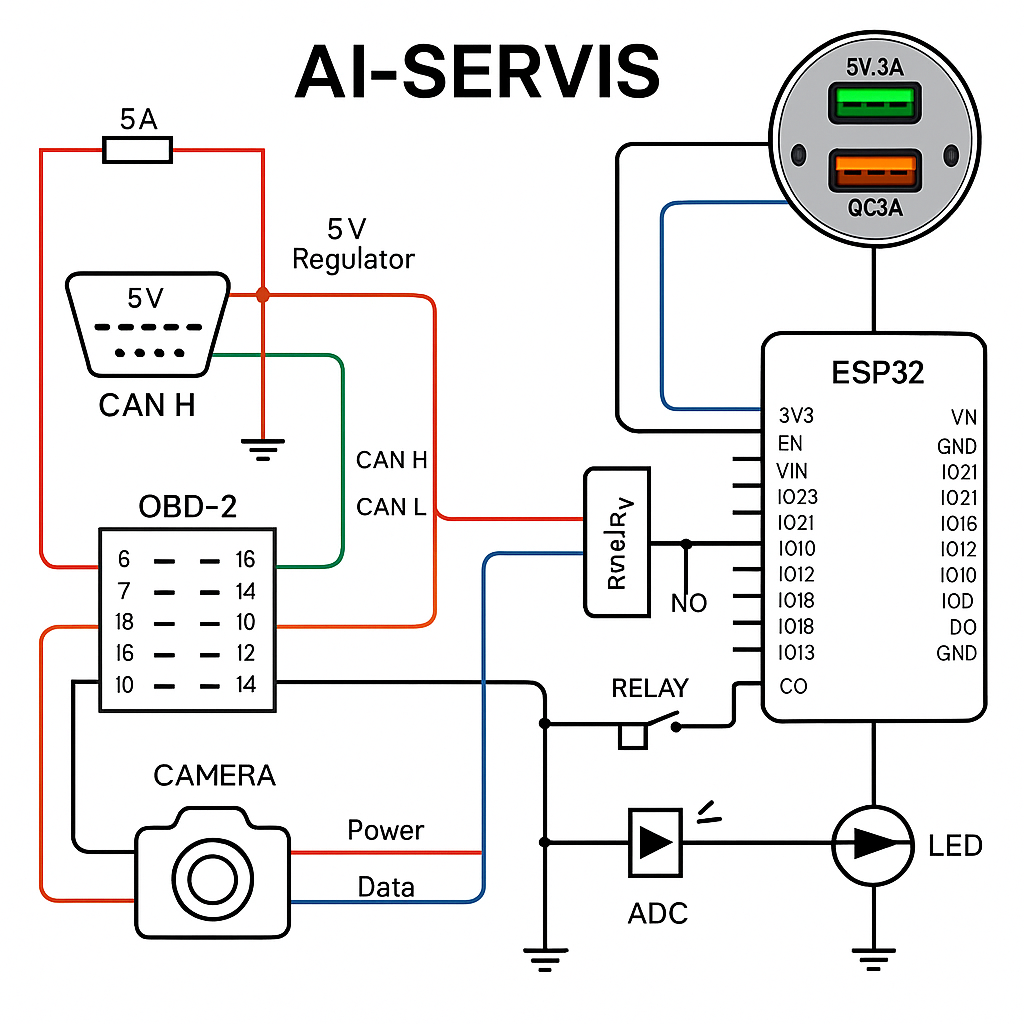 AI-SERVIS
5A
5V.3A
QC3A
5V
Regulator
5V
CAN H
CAN H
CAN L
OBD-2
6 16
7 14
18 10
16 12
10 14
NO
ESP32
3V3 VN
EN GND
VIN IO21
IO23 IO21
IO21 IO16
IO10 IO12
IO12 IO10
IO18 IOD
IO18 DO
IO13 GND
CO
RELAY
CAMERA
Power
Data
ADC
LED